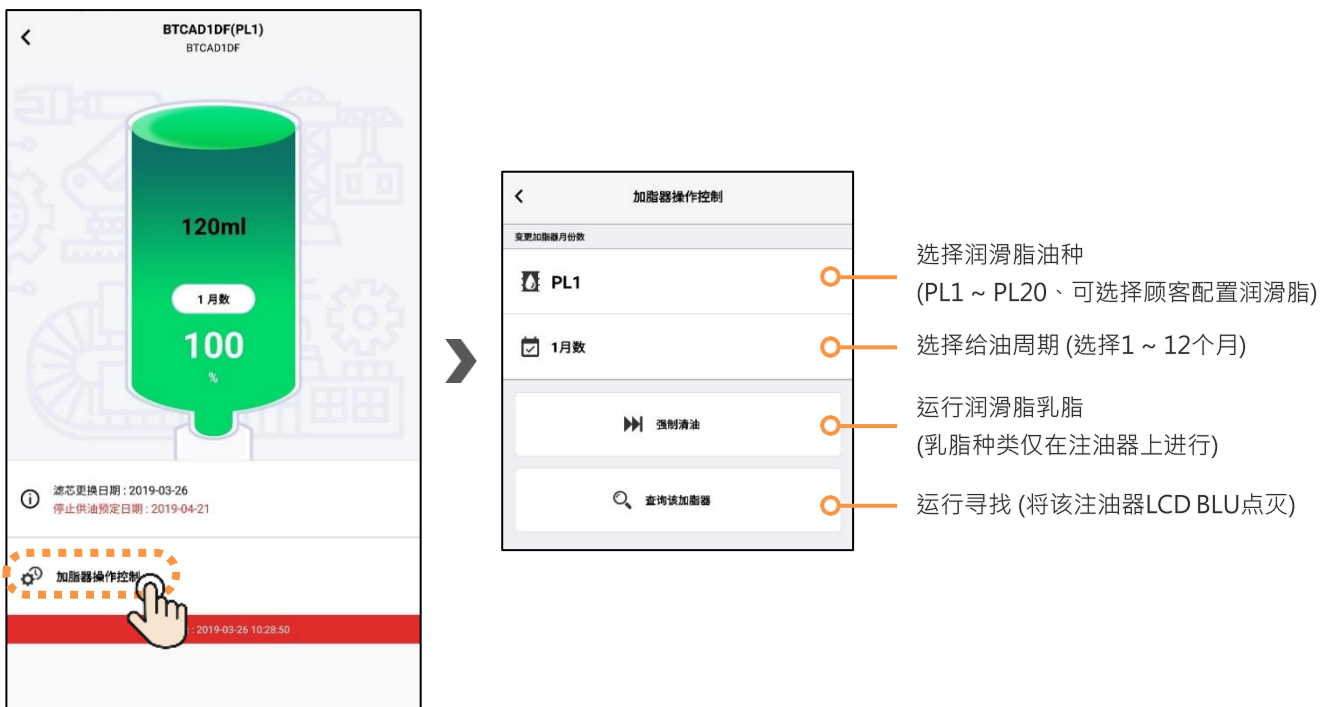 BTCAD1DF(PL1)
BTCAD1DF
120ml
1 月数
100
%
滤芯更换日期 : 2019-03-26
停止供油预定日期 : 2019-04-21
加脂器操作控制
: 2019-03-26 10:28:50
加脂器操作控制
变更加脂器月份数
PL1
1月数
强制清油
查询该加脂器
选择润滑脂油种
(PL1 ~ PL20、可选择顾客配置润滑脂)
选择给油周期 (选择1 ~ 12个月)
运行润滑脂乳脂
(乳脂种类仅在注油器上进行)
运行寻找 (将该注油器LCD BLU点灭)